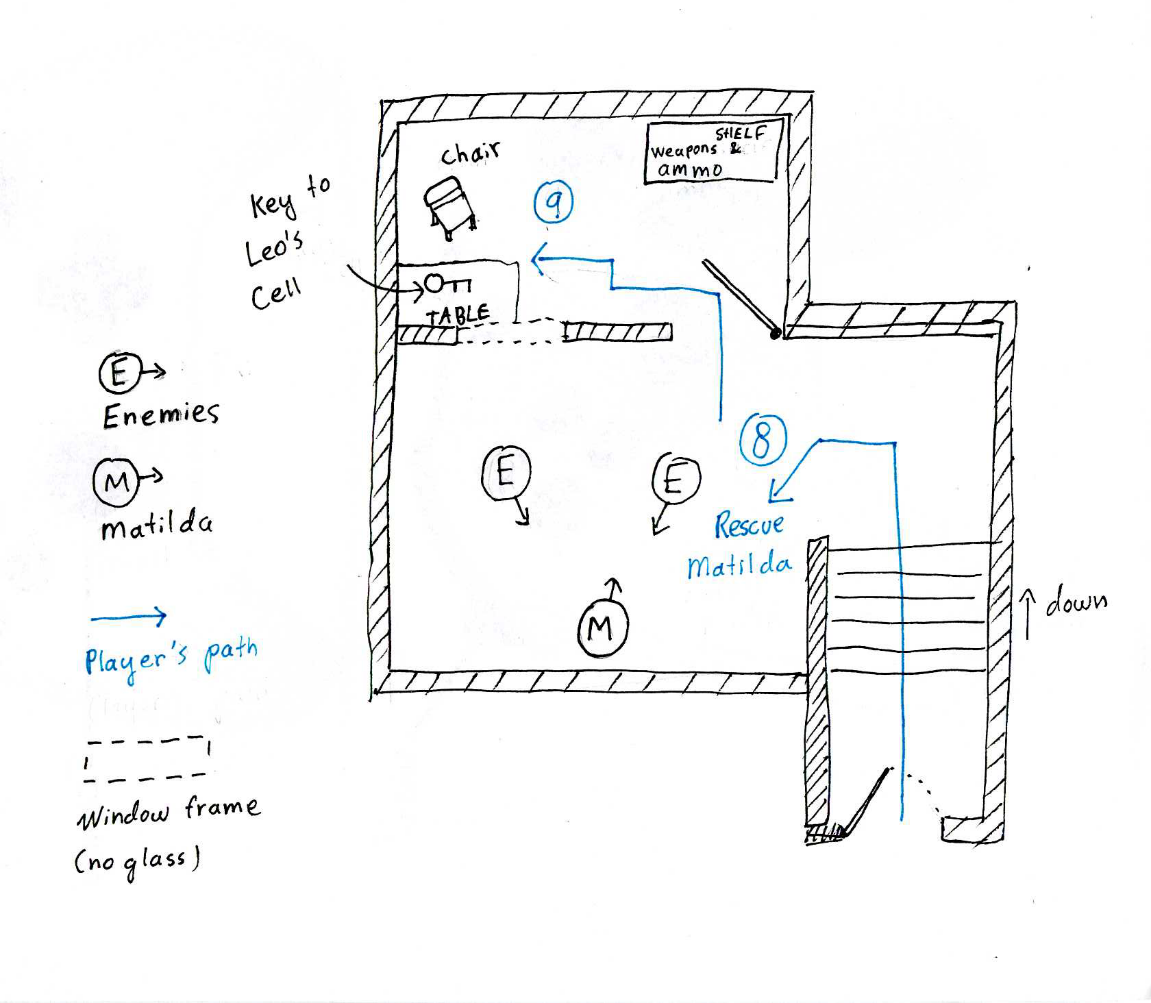 SHELF
Weapons &
ammo
chair
9
Key to
Leo's
Cell
TABLE
E
Enemies
M
Matilda
8
E
E
Rescue
Matilda
M
down
Player's path
Window frame
(no glass)